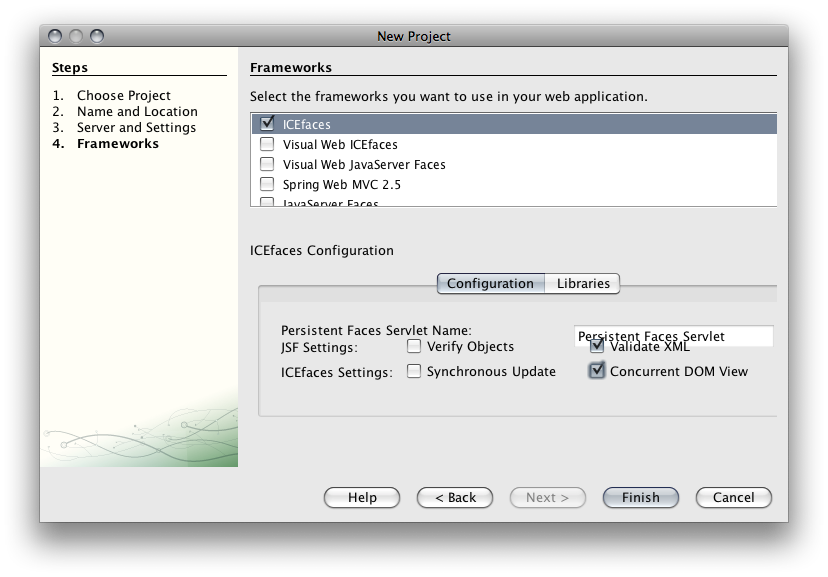 New Project
Steps
1. Choose Project
2. Name and Location
3. Server and Settings
4. Frameworks
Frameworks
Select the frameworks you want to use in your web application.
ICEfaces
Visual Web ICEfaces
Visual Web JavaServer Faces
Spring Web MVC 2.5
JavaServer Faces
ICEfaces Configuration
Configuration Libraries
Persistent Faces Servlet Name: Persistent Faces Servlet
JSF Settings: Verify Objects Validate XML
ICEfaces Settings: Synchronous Update Concurrent DOM View
Help < Back Next > Finish Cancel